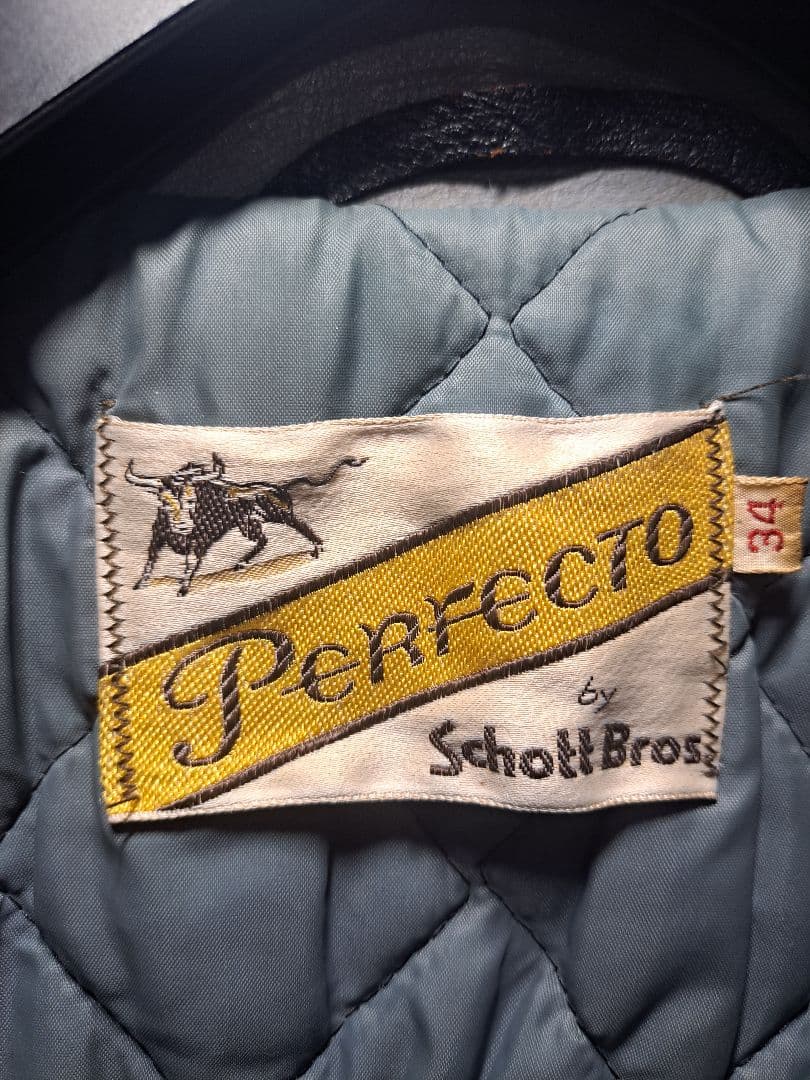 PERFECTO
34
by
Schott Bros.